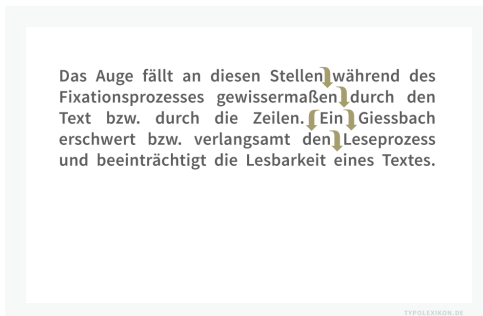 Das Auge fällt an diesen Stellen während des
Fixationsprozesses gewissermaßen durch den
Text bzw. durch die Zeilen. Ein Giessbach
erschwert bzw. verlangsamt den Leseprozess
und beeinträchtigt die Lesbarkeit eines Textes.
TYPOLEXIKON.DE